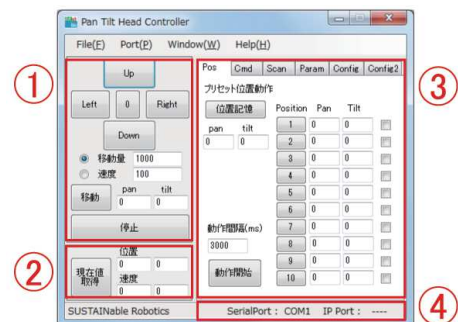 Pan Tilt Head Controller
File(F) Port(P) Window(W) Help(H)
①
Up
Left 0 Right
Down
移動量 1000
速度 100
pan tilt
移動 0 0
停止
②
位置
現在値取得 0 0
速度
0 0
SUSTAINable Robotics
③
Pos Cmd Scan Param Config Config2
プリセット位置動作
位置記憶 Position Pan Tilt
pan tilt
0 0
1 0 0
2 0 0
3 0 0
4 0 0
5 0 0
6 0 0
7 0 0
8 0 0
9 0 0
10 0 0
動作間隔(ms)
3000
動作開始
④
SerialPort : COM1 IP Port : ----